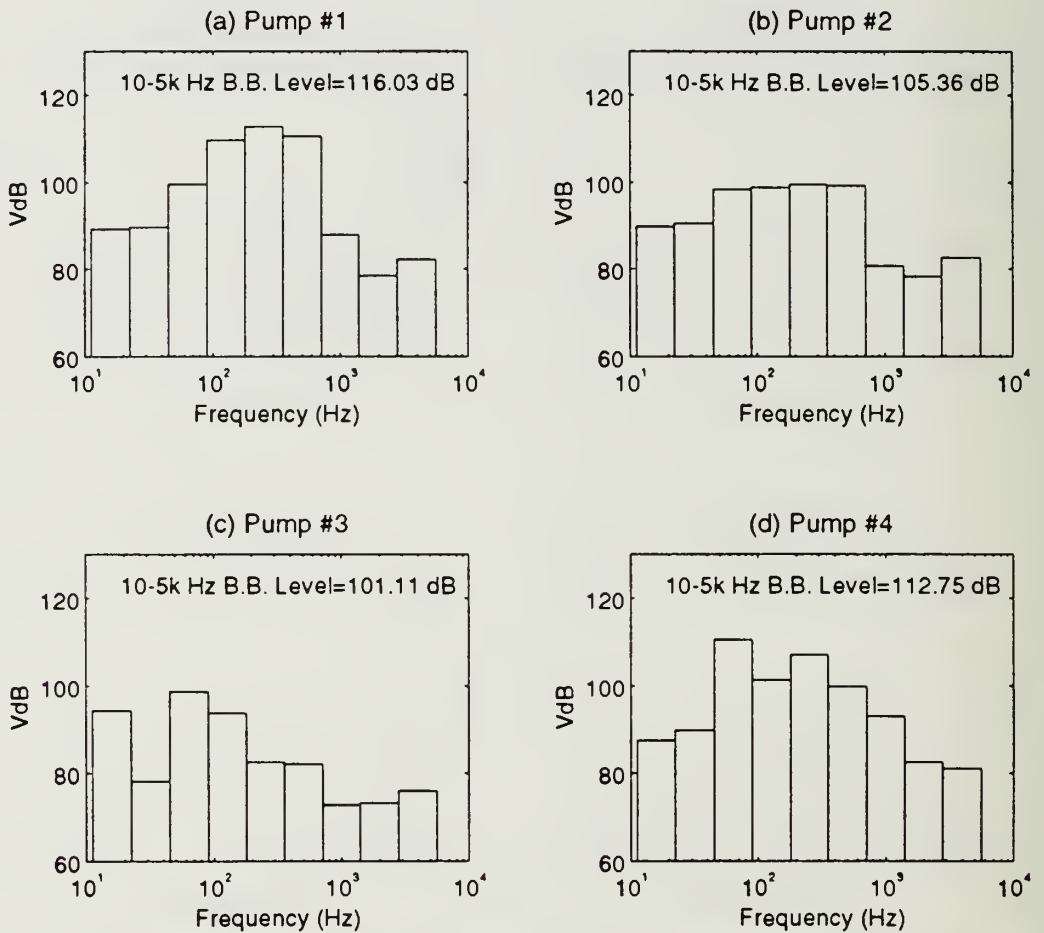 (a) Pump #1
10-5k Hz B.B. Level=116.03 dB
120
100
80
60
VdB
10¹ 10² 10³ 10⁴
Frequency (Hz)
(b) Pump #2
10-5k Hz B.B. Level=105.36 dB
120
100
80
60
VdB
10¹ 10² 10³ 10⁴
Frequency (Hz)
(c) Pump #3
10-5k Hz B.B. Level=101.11 dB
120
100
80
60
VdB
10¹ 10² 10³ 10⁴
Frequency (Hz)
(d) Pump #4
10-5k Hz B.B. Level=112.75 dB
120
100
80
60
VdB
10¹ 10² 10³ 10⁴
Frequency (Hz)